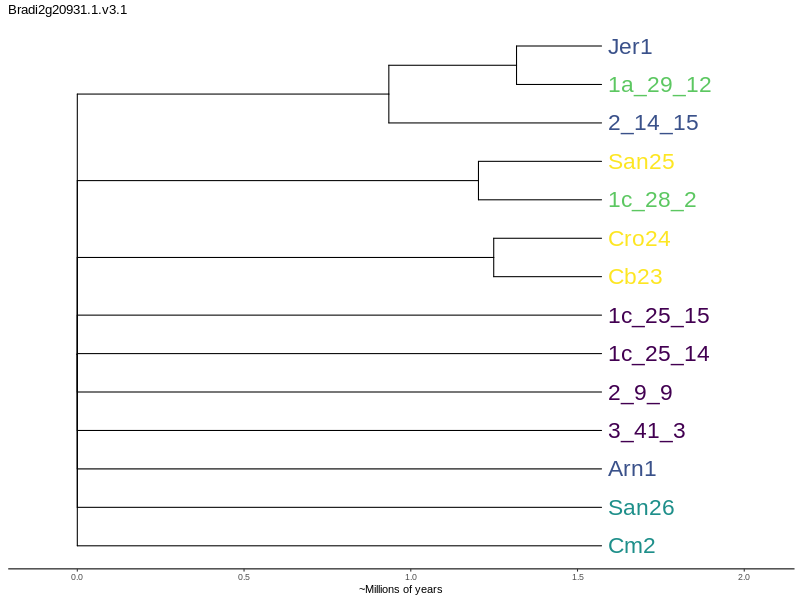 Bradi2g20931.1.v3.1
Jer1
1a_29_12
2_14_15
San25
1c_28_2
Cro24
Cb23
1c_25_15
1c_25_14
2_9_9
3_41_3
Arn1
San26
Cm2
0.0 0.5 1.0 1.5 2.0
~Millions of years